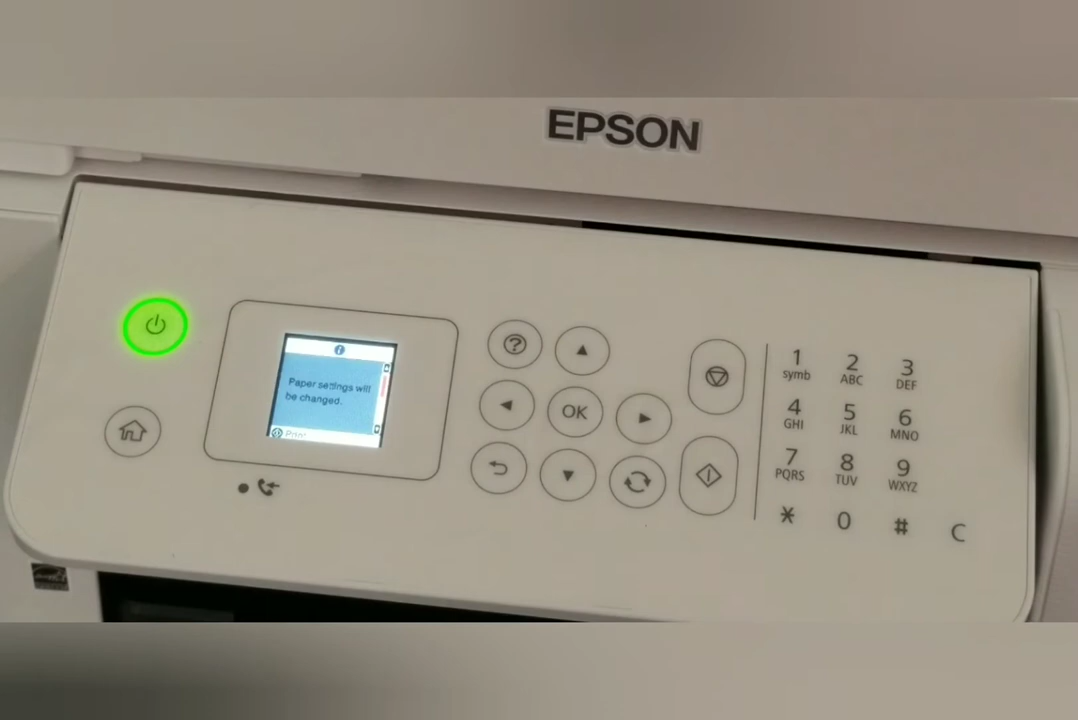 EPSON
Paper settings will
be changed.
Print
?
OK
1
symb
2
ABC
3
DEF
4
GHI
5
JKL
6
MNO
7
PQRS
8
TUV
9
WXYZ
*
0
#
C